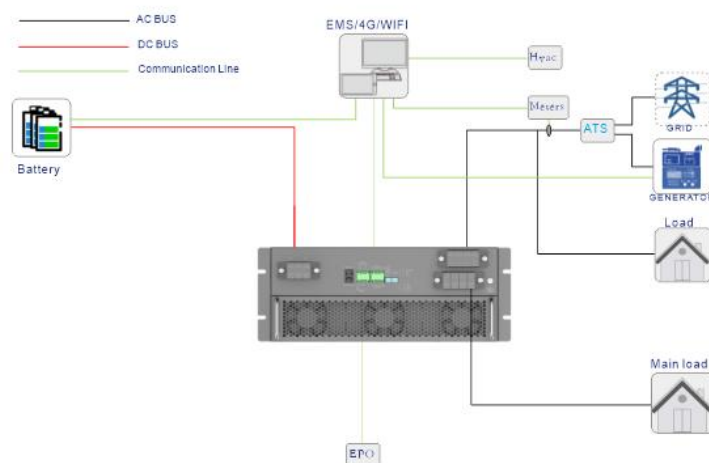 AC BUS
EMS/4G/WIFI
DC BUS
Communication Line
Hvac
Meters
ATS
GRID
Battery
GENERATOR
Load
Main load
EPO